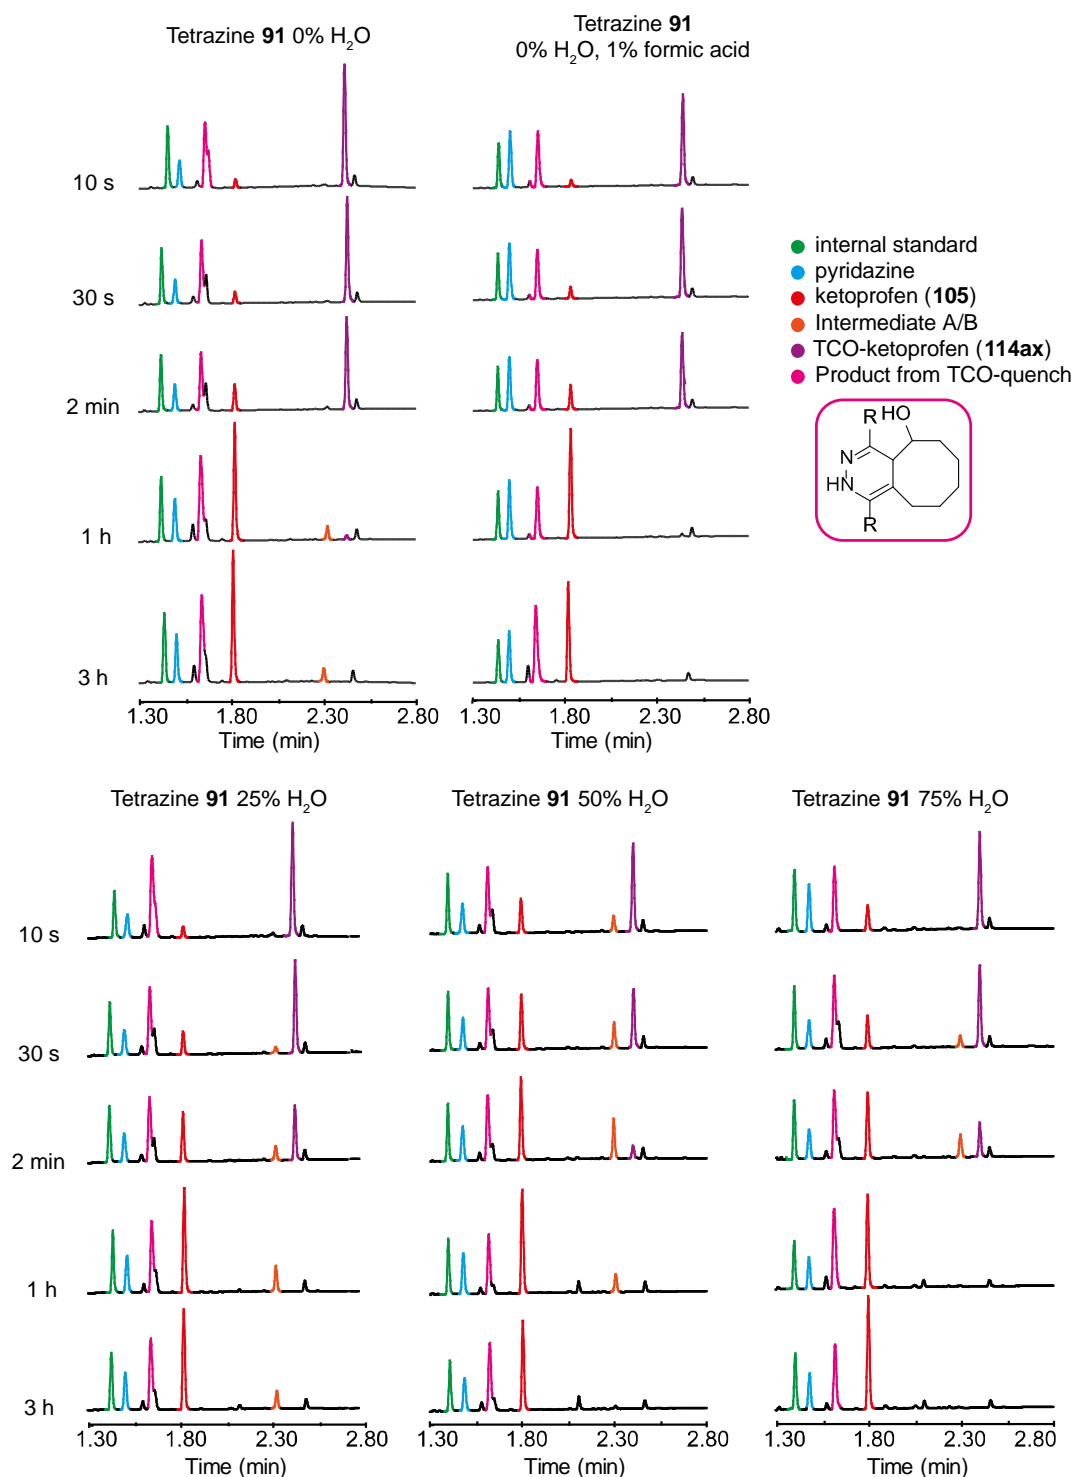 Tetrazine 91 0% H₂O
Tetrazine 91
0% H₂O, 1% formic acid
10 s
30 s
2 min
1 h
3 h
1.30 1.80 2.30 2.80
Time (min)
1.30 1.80 2.30 2.80
Time (min)
internal standard
pyridazine
ketoprofen (105)
Intermediate A/B
TCO-ketoprofen (114ax)
Product from TCO-quench
R HO
N
HN
R
Tetrazine 91 25% H₂O
Tetrazine 91 50% H₂O
Tetrazine 91 75% H₂O
10 s
30 s
2 min
1 h
3 h
1.30 1.80 2.30 2.80
Time (min)
1.30 1.80 2.30 2.80
Time (min)
1.30 1.80 2.30 2.80
Time (min)